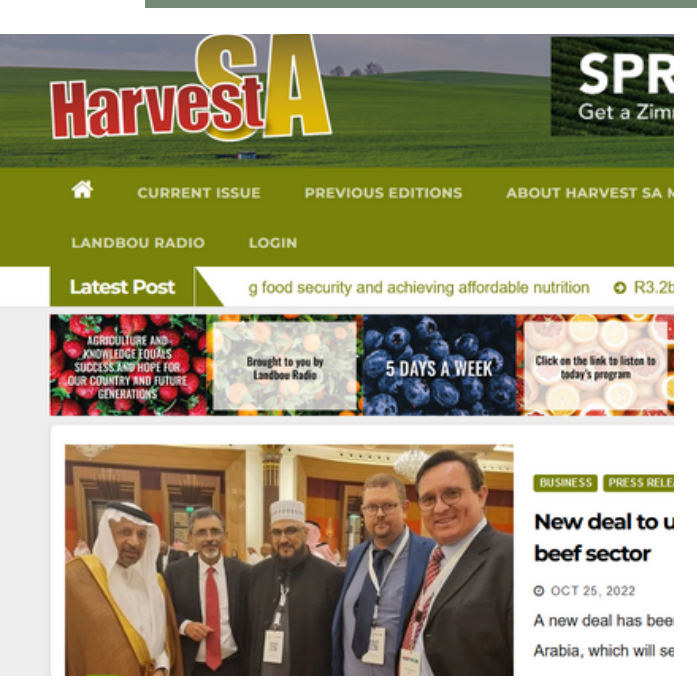 HarvestSA
SPR
Get a Zim
CURRENT ISSUE PREVIOUS EDITIONS ABOUT HARVEST SA M
LANDBOU RADIO LOGIN
Latest Post g food security and achieving affordable nutrition R3.2b
AGRICULTURE AND
KNOWLEDGE EQUALS
SUCCESS AND HOPE FOR
OUR COUNTRY AND FUTURE
GENERATIONS
Brought to you by
Landbou Radio
5 DAYS A WEEK
Click on the link to listen to
today's program
BUSINESS PRESS RELEA
New deal to u
beef sector
OCT 25, 2022
A new deal has been
Arabia, which will se